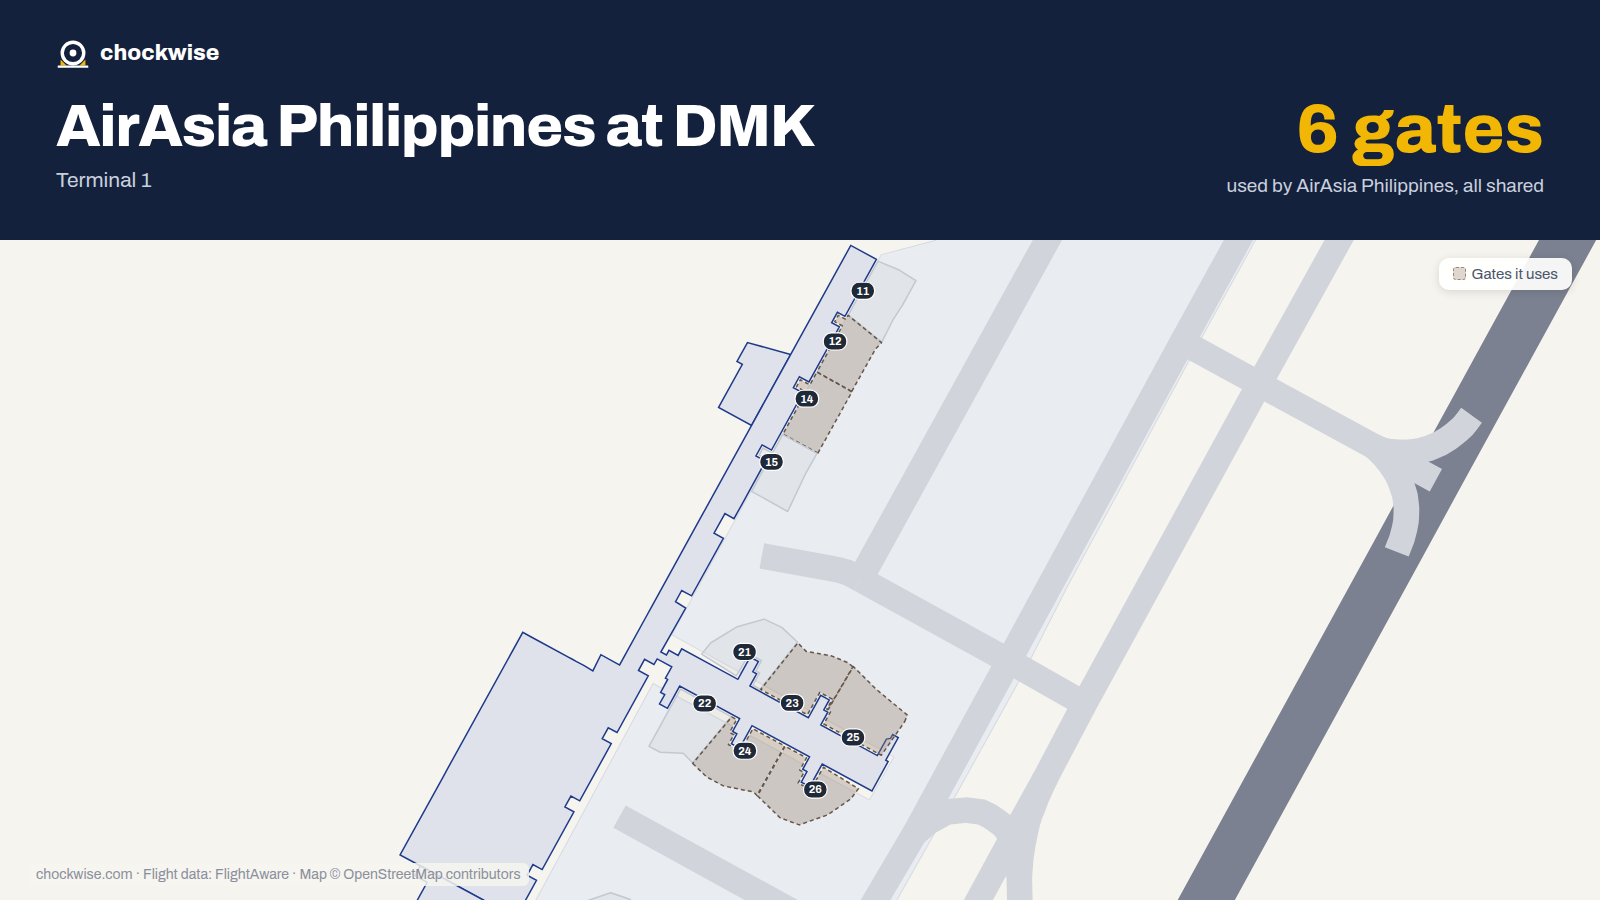 chockwise
AirAsia Philippines at DMK
Terminal 1
6 gates
used by AirAsia Philippines, all shared
Gates it uses
11
12
14
15
21
22
23
24
25
26
chockwise.com · Flight data: FlightAware · Map © OpenStreetMap contributors